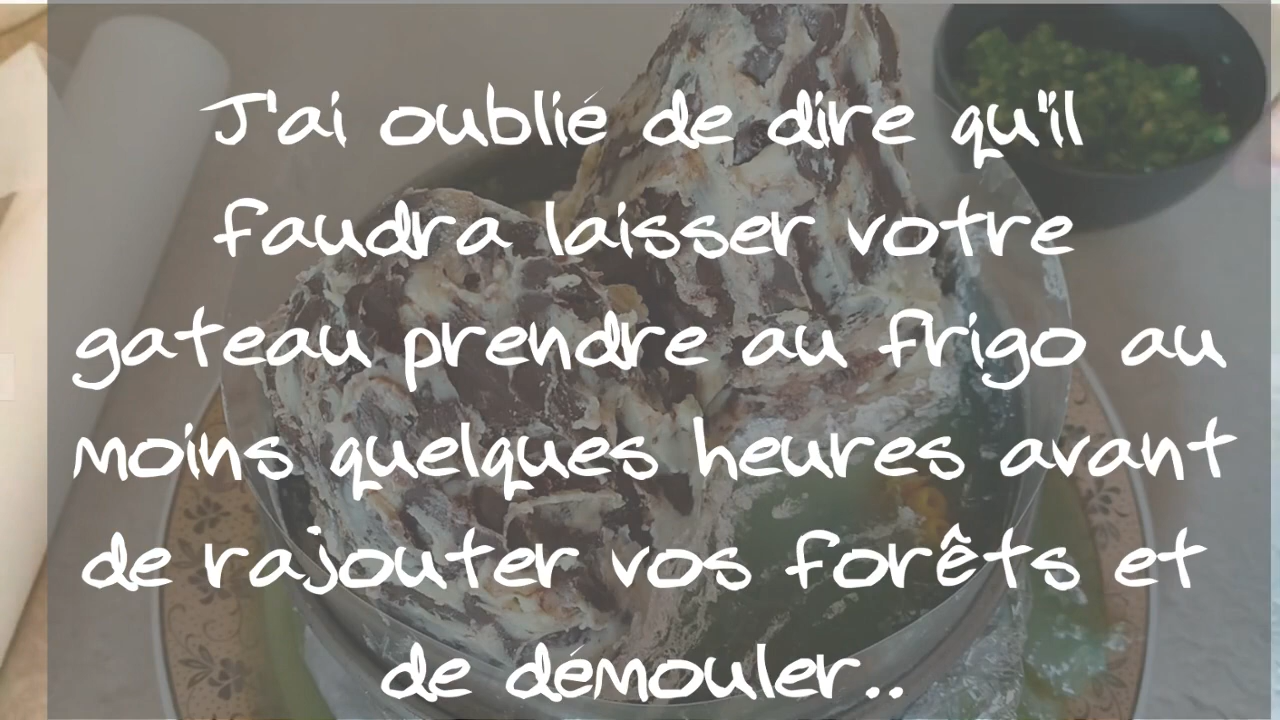 J'ai oublié de dire qu'il
faudra laisser votre
gateau prendre au frigo au
moins quelques heures avant
de rajouter vos forêts et
de démouler..